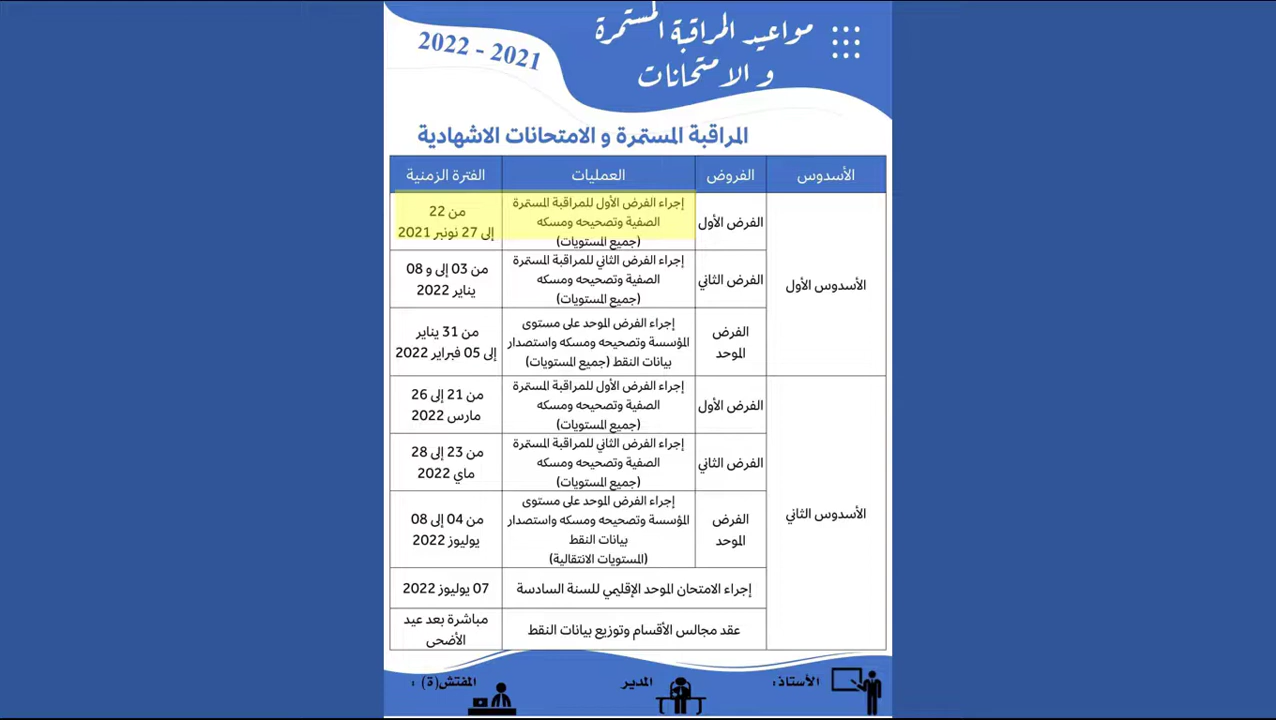 مواعيد المراقبة المستمرة
و الامتحانات
2021 - 2022
المراقبة المستمرة و الامتحانات الاشهادية
الأسدوس
الفروض
العمليات
الفترة الزمنية
الأسدوس الأول
الفرض الأول
إجراء الفرض الأول للمراقبة المستمرة
الصفية وتصحيحه ومسكه
(جميع المستويات)
من 22
إلى 27 نونبر 2021
الفرض الثاني
إجراء الفرض الثاني للمراقبة المستمرة
الصفية وتصحيحه ومسكه
(جميع المستويات)
من 03 إلى و 08
يناير 2022
الفرض
الموحد
إجراء الفرض الموحد على مستوى
المؤسسة وتصحيحه ومسكه واستصدار
بيانات النقط (جميع المستويات)
من 31 يناير
إلى 05 فبراير 2022
الأسدوس الثاني
الفرض الأول
إجراء الفرض الأول للمراقبة المستمرة
الصفية وتصحيحه ومسكه
(جميع المستويات)
من 21 إلى 26
مارس 2022
الفرض الثاني
إجراء الفرض الثاني للمراقبة المستمرة
الصفية وتصحيحه ومسكه
(جميع المستويات)
من 23 إلى 28
ماي 2022
الفرض
الموحد
إجراء الفرض الموحد على مستوى
المؤسسة وتصحيحه ومسكه واستصدار
بيانات النقط
(المستويات الانتقالية)
من 04 إلى 08
يوليوز 2022
إجراء الامتحان الموحد الإقليمي للسنة السادسة
07 يوليوز 2022
عقد مجالس الأقسام وتوزيع بيانات النقط
مباشرة بعد عيد
الأضحى
الأستاذ:
المدير
المفتش(ة) :